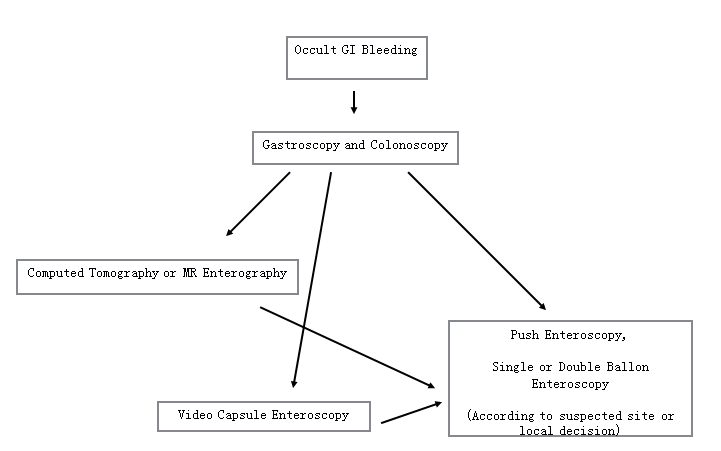 Occult GI Bleeding
Gastroscopy and Colonoscopy
Computed Tomography or MR Enterography
Push Enteroscopy,
Single or Double Ballon
Enteroscopy
(According to suspected site or
local decision)
Video Capsule Enteroscopy